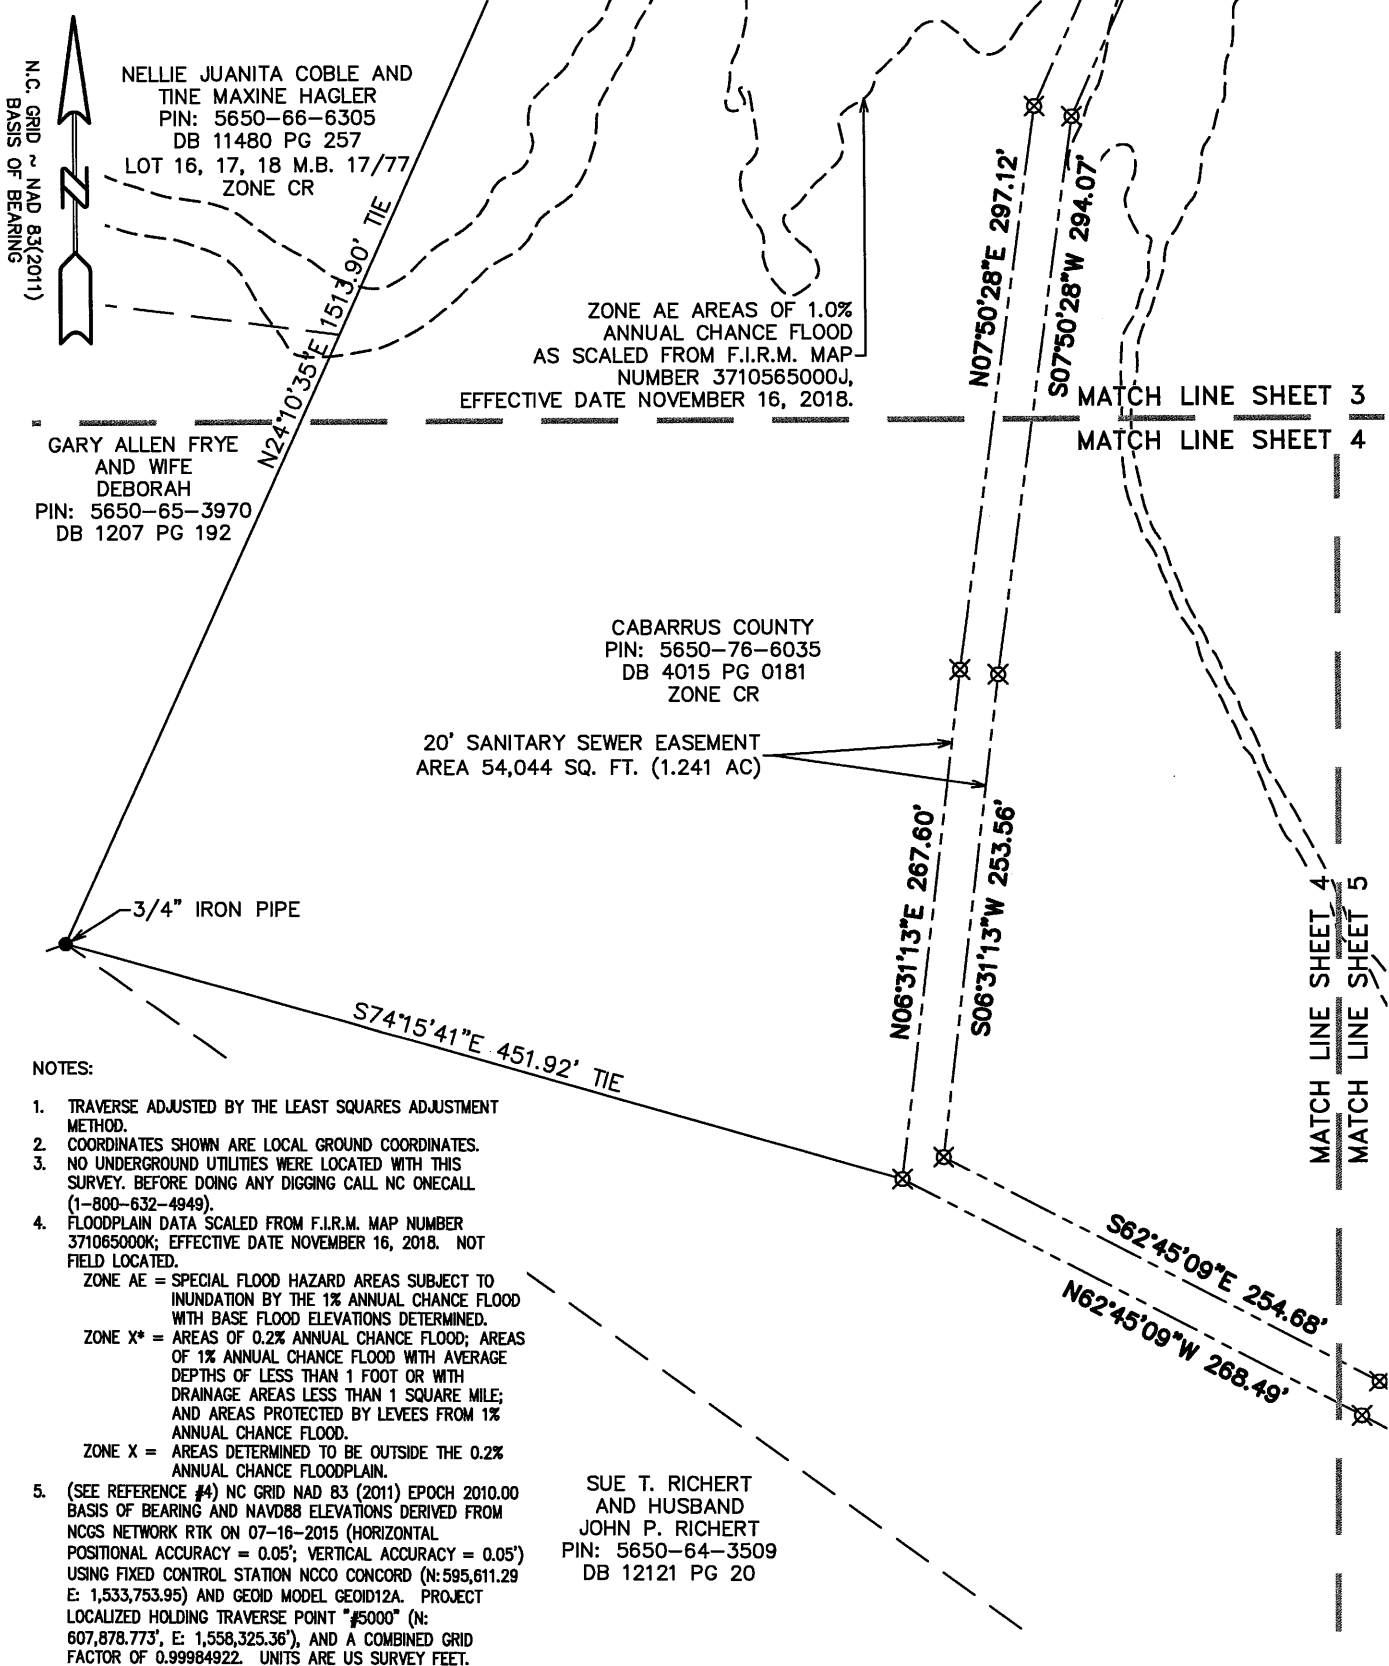 N.C. GRID ~ NAD 83(2011)
BASIS OF BEARING
N
NELLIE JUANITA COBLE AND
TINE MAXINE HAGLER
PIN: 5650-66-6305
DB 11480 PG 257
LOT 16, 17, 18 M.B. 17/77
ZONE CR
N24°10'35"E 1513.90' TIE
ZONE AE AREAS OF 1.0%
ANNUAL CHANCE FLOOD
AS SCALED FROM F.I.R.M. MAP
NUMBER 3710565000J,
EFFECTIVE DATE NOVEMBER 16, 2018.
N07°50'28"E 297.12'
S07°50'28"W 294.07'
MATCH LINE SHEET 3
MATCH LINE SHEET 4
GARY ALLEN FRYE
AND WIFE
DEBORAH
PIN: 5650-65-3970
DB 1207 PG 192
CABARRUS COUNTY
PIN: 5650-76-6035
DB 4015 PG 0181
ZONE CR
20' SANITARY SEWER EASEMENT
AREA 54,044 SQ. FT. (1.241 AC)
N06°31'13"E 267.60'
S06°31'13"W 253.56'
MATCH LINE SHEET 4
MATCH LINE SHEET 5
3/4" IRON PIPE
S74°15'41"E 451.92' TIE
S62°45'09"E 254.68'
N62°45'09"W 268.49'
NOTES:
1. TRAVERSE ADJUSTED BY THE LEAST SQUARES ADJUSTMENT
METHOD.
2. COORDINATES SHOWN ARE LOCAL GROUND COORDINATES.
3. NO UNDERGROUND UTILITIES WERE LOCATED WITH THIS
SURVEY. BEFORE DOING ANY DIGGING CALL NC ONECALL
(1-800-632-4949).
4. FLOODPLAIN DATA SCALED FROM F.I.R.M. MAP NUMBER
371065000K; EFFECTIVE DATE NOVEMBER 16, 2018. NOT
FIELD LOCATED.
ZONE AE = SPECIAL FLOOD HAZARD AREAS SUBJECT TO
INUNDATION BY THE 1% ANNUAL CHANCE FLOOD
WITH BASE FLOOD ELEVATIONS DETERMINED.
ZONE X* = AREAS OF 0.2% ANNUAL CHANCE FLOOD; AREAS
OF 1% ANNUAL CHANCE FLOOD WITH AVERAGE
DEPTHS OF LESS THAN 1 FOOT OR WITH
DRAINAGE AREAS LESS THAN 1 SQUARE MILE;
AND AREAS PROTECTED BY LEVEES FROM 1%
ANNUAL CHANCE FLOOD.
ZONE X = AREAS DETERMINED TO BE OUTSIDE THE 0.2%
ANNUAL CHANCE FLOODPLAIN.
5. (SEE REFERENCE #4) NC GRID NAD 83 (2011) EPOCH 2010.00
BASIS OF BEARING AND NAVD88 ELEVATIONS DERIVED FROM
NCGS NETWORK RTK ON 07-16-2015 (HORIZONTAL
POSITIONAL ACCURACY = 0.05'; VERTICAL ACCURACY = 0.05')
USING FIXED CONTROL STATION NCCO CONCORD (N:595,611.29
E: 1,533,753.95) AND GEOID MODEL GEOID12A. PROJECT
LOCALIZED HOLDING TRAVERSE POINT "#5000" (N:
607,878.773', E: 1,558,325.36'), AND A COMBINED GRID
FACTOR OF 0.99984922. UNITS ARE US SURVEY FEET.
SUE T. RICHERT
AND HUSBAND
JOHN P. RICHERT
PIN: 5650-64-3509
DB 12121 PG 20